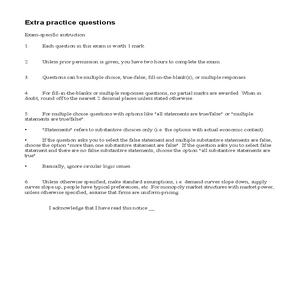 Extra practice questions
Exam-specific instruction
1 Each question in this exam is worth 1 mark.
2 Unless prior permission is given, you have two hours to complete the exam.
3 Questions can be multiple choice, true-false, fill-in-the-blank(s), or multiple responses
4 For fill-in-the-blanks or multiple responses questions, no partial marks are awarded. When in
doubt, round off to the nearest 2 decimal places unless stated otherwise.
5 For multiple choice questions with options like "all statements are true/false" or "multiple
statements are true/false"
• "Statements" refers to substantive choices only (i.e. the options with actual economic content)
• If the question asks you to select the false statement and multiple substantive statements are false,
choose the option "more than one substantive statement are false". If the question asks you to select false
statement and there are no false substantive statements, choose the option "all substantive statements are
true"
• Basically, ignore circular logic issues
6 Unless otherwise specified, make standard assumptions, i.e. demand curves slope down, supply
curves slope up, people have typical preferences, etc. For monopoly market structures with market power,
unless otherwise specified, assume that firms are uniform-pricing.
I acknowledge that I have read this notice __